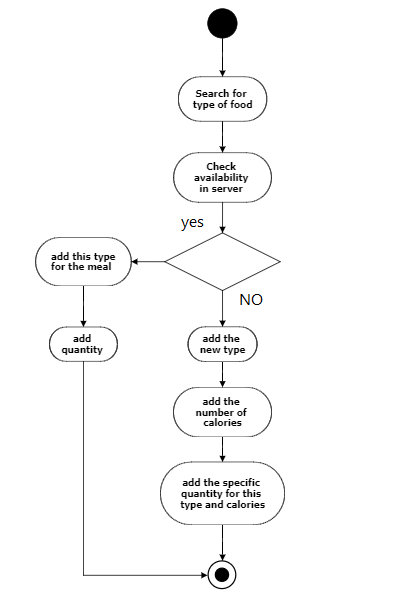 Search for
type of food
Check
availability
in server
yes
add this type
for the meal
NO
add
quantity
add the
new type
add the
number of
calories
add the specific
quantity for this
type and calories